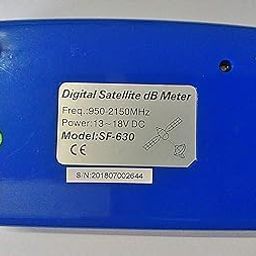 Digital Satellite dB Meter
Freq.:950-2150MHz
Power:13~18V DC
Model:SF-630
CE
S/N:201807002644